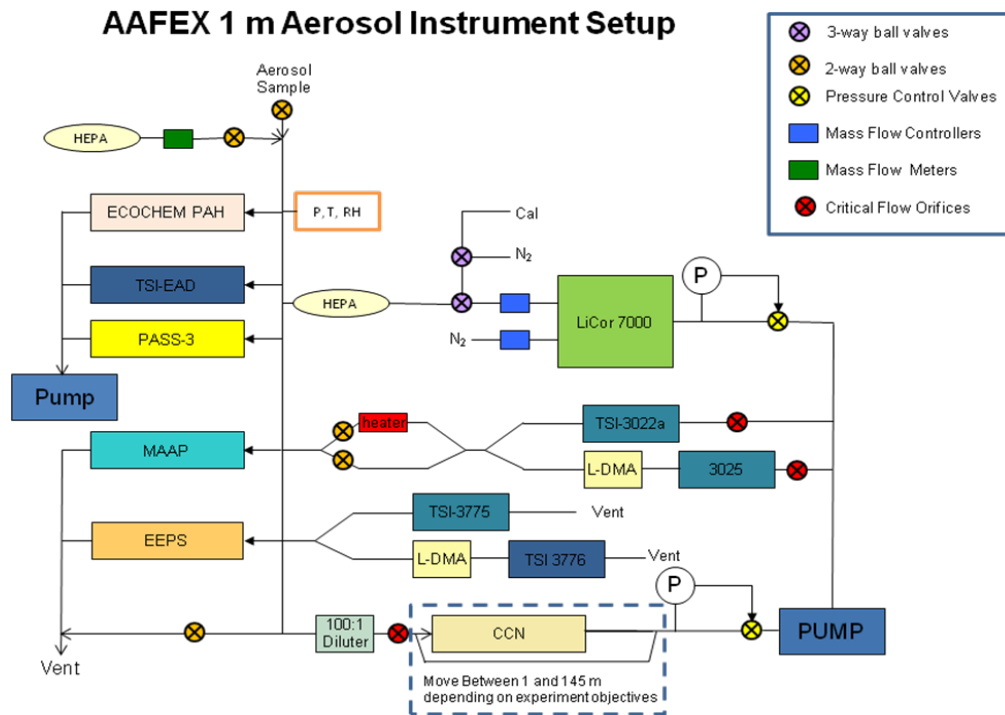 AAFEX 1 m Aerosol Instrument Setup
3-way ball valves
2-way ball valves
Pressure Control Valves
Mass Flow Controllers
Mass Flow  Meters
Critical Flow Orifices
Aerosol
Sample
HEPA
ECOCHEM PAH
P, T, RH
Cal
N2
TSI-EAD
HEPA
P
LiCor 7000
PASS-3
N2
Pump
heater
TSI-3022a
MAAP
L-DMA
3025
TSI-3775
Vent
EEPS
L-DMA
TSI 3776
Vent
P
100:1
Diluter
CCN
PUMP
Vent
Move Between 1 and 145 m
depending on experiment objectives